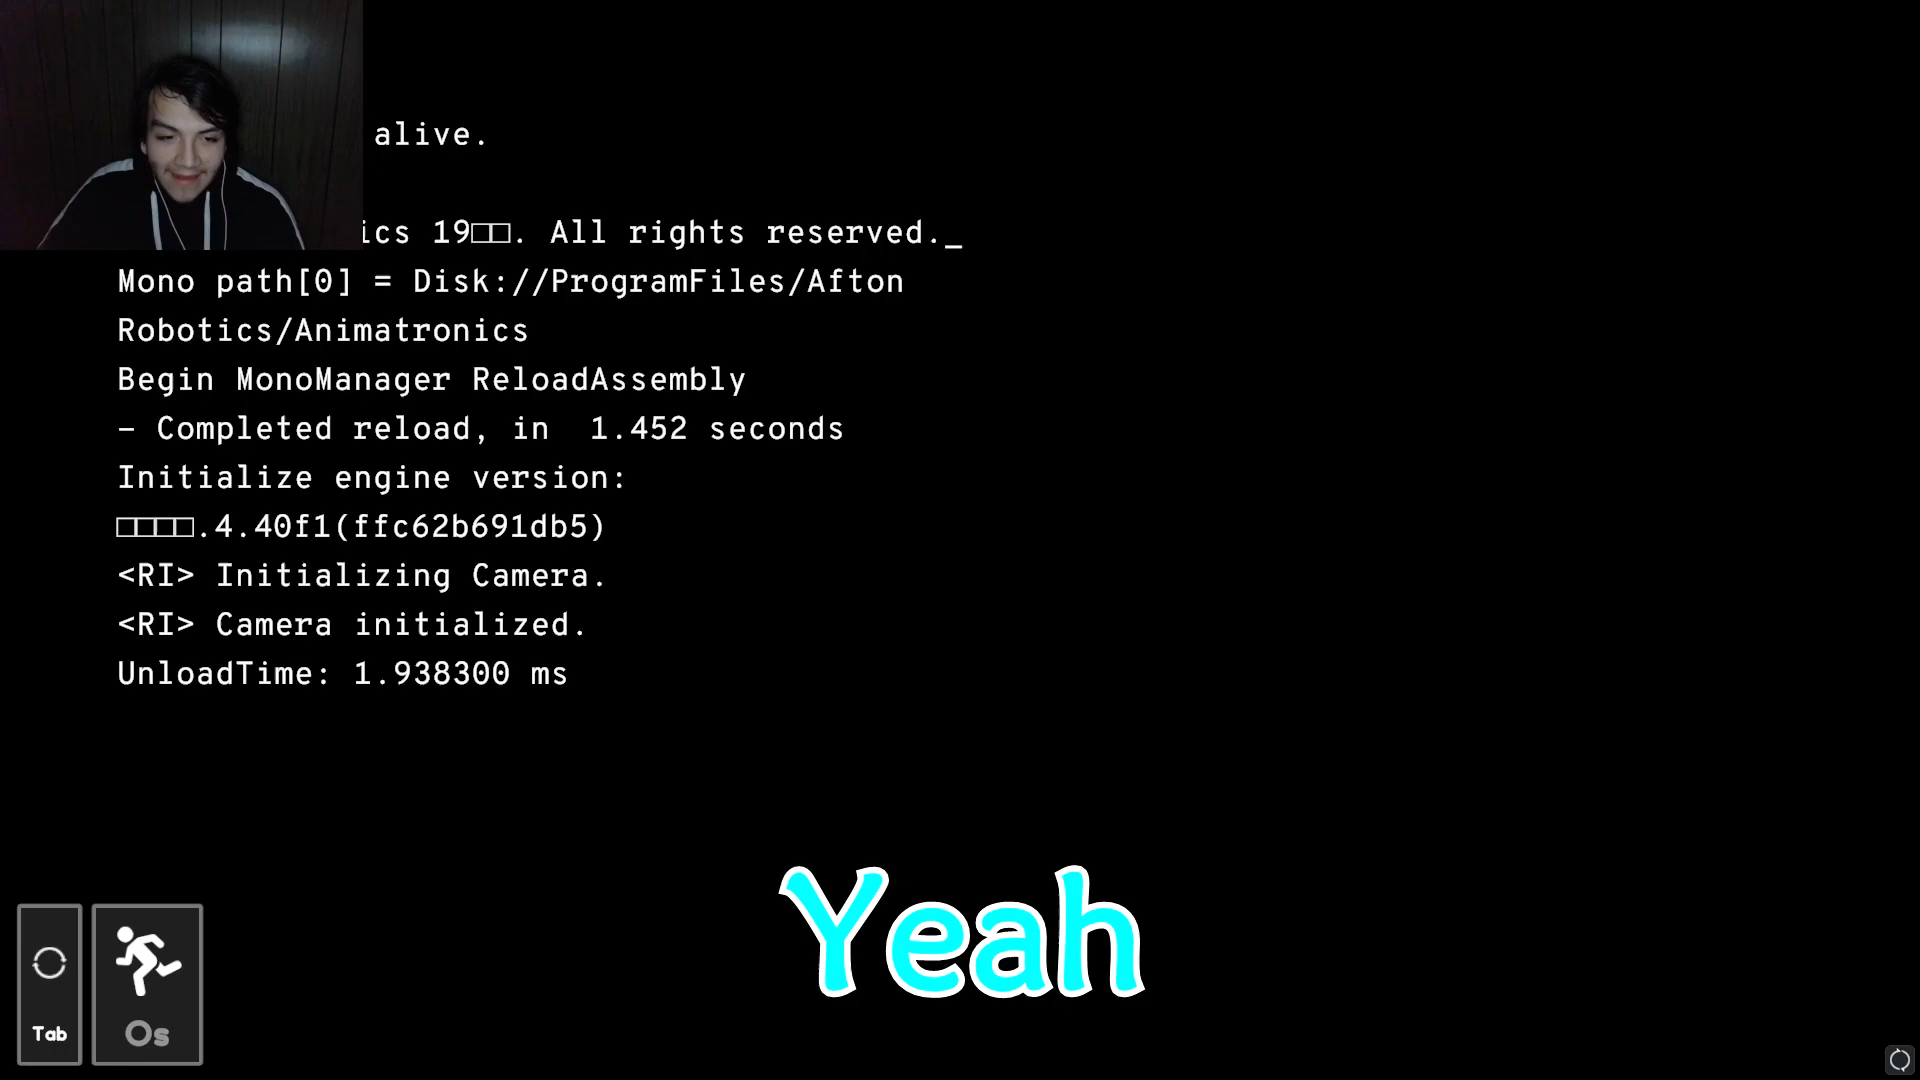 alive.
ics 19□□. All rights reserved._
Mono path[0] = Disk://ProgramFiles/Afton
Robotics/Animatronics
Begin MonoManager ReloadAssembly
- Completed reload, in  1.452 seconds
Initialize engine version:
□□□□.4.40f1(ffc62b691db5)
<RI> Initializing Camera.
<RI> Camera initialized.
UnloadTime: 1.938300 ms
Yeah
Tab
0s